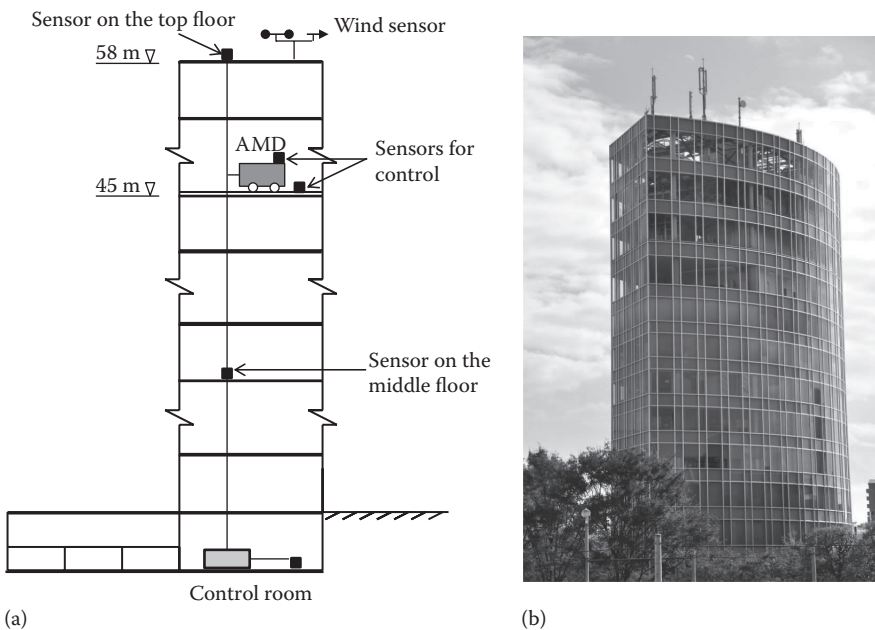 Sensor on the top floor
Wind sensor
58 m
AMD
Sensors for
control
45 m
Sensor on the
middle floor
Control room
(a)
(b)